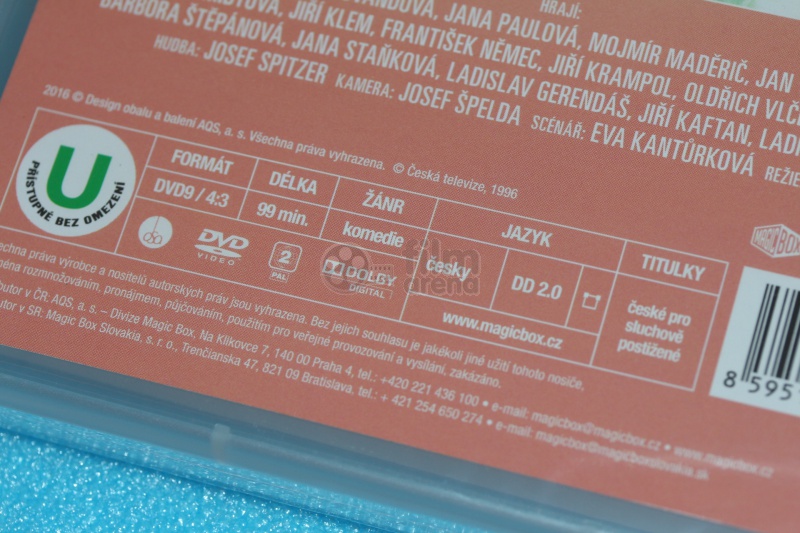 HRAJÍ:
JANA PAULOVÁ, MOJMÍR MADĚRIČ, JAN
JIŘÍ KLEM, FRANTIŠEK NĚMEC, JIŘÍ KRAMPOL, OLDŘICH
BARBORA ŠTĚPÁNOVÁ, JANA STAŇKOVÁ, LADISLAV GERENDÁŠ, JIŘÍ KAFTAN,
HUDBA: JOSEF SPITZER KAMERA: JOSEF ŠPELDA SCÉNÁŘ: EVA KANTŮRKOVÁ REŽIE
2016 © Design obalu a balení AQS, a. s. Všechna práva vyhrazena. © Česká televize, 1996
U
PŘÍSTUPNÉ BEZ OMEZENÍ
FORMÁT
DVD9 / 4:3
DÉLKA
99 min.
ŽÁNR
komedie
JAZYK
česky
DD 2.0
TITULKY
české pro
sluchově
postižené
MAGIC BOX
dsa
DVD
VIDEO
2
PAL
DOLBY
DIGITAL
film
arena
www.magicbox.cz
8 595
práva výrobce a nositelů autorských práv jsou vyhrazena. Bez jejich souhlasu je jakékoli jiné užití tohoto nosiče,
rozmnožováním, pronájmem, půjčováním, použitím pro veřejné provozování a vysílání, zakázáno.
v ČR. AQS, a. s. – Divize Magic Box, Na Klikovce 7, 140 00 Praha 4, tel.: +420 221 436 100 • e-mail: magicbox@magicbox.cz • www.magicbox.cz
v SR. Magic Box Slovakia, s. r. o., Trenčianska 47, 821 09 Bratislava, tel.: + 421 254 650 274 • e-mail: magicbox@magicboxslovakia.sk